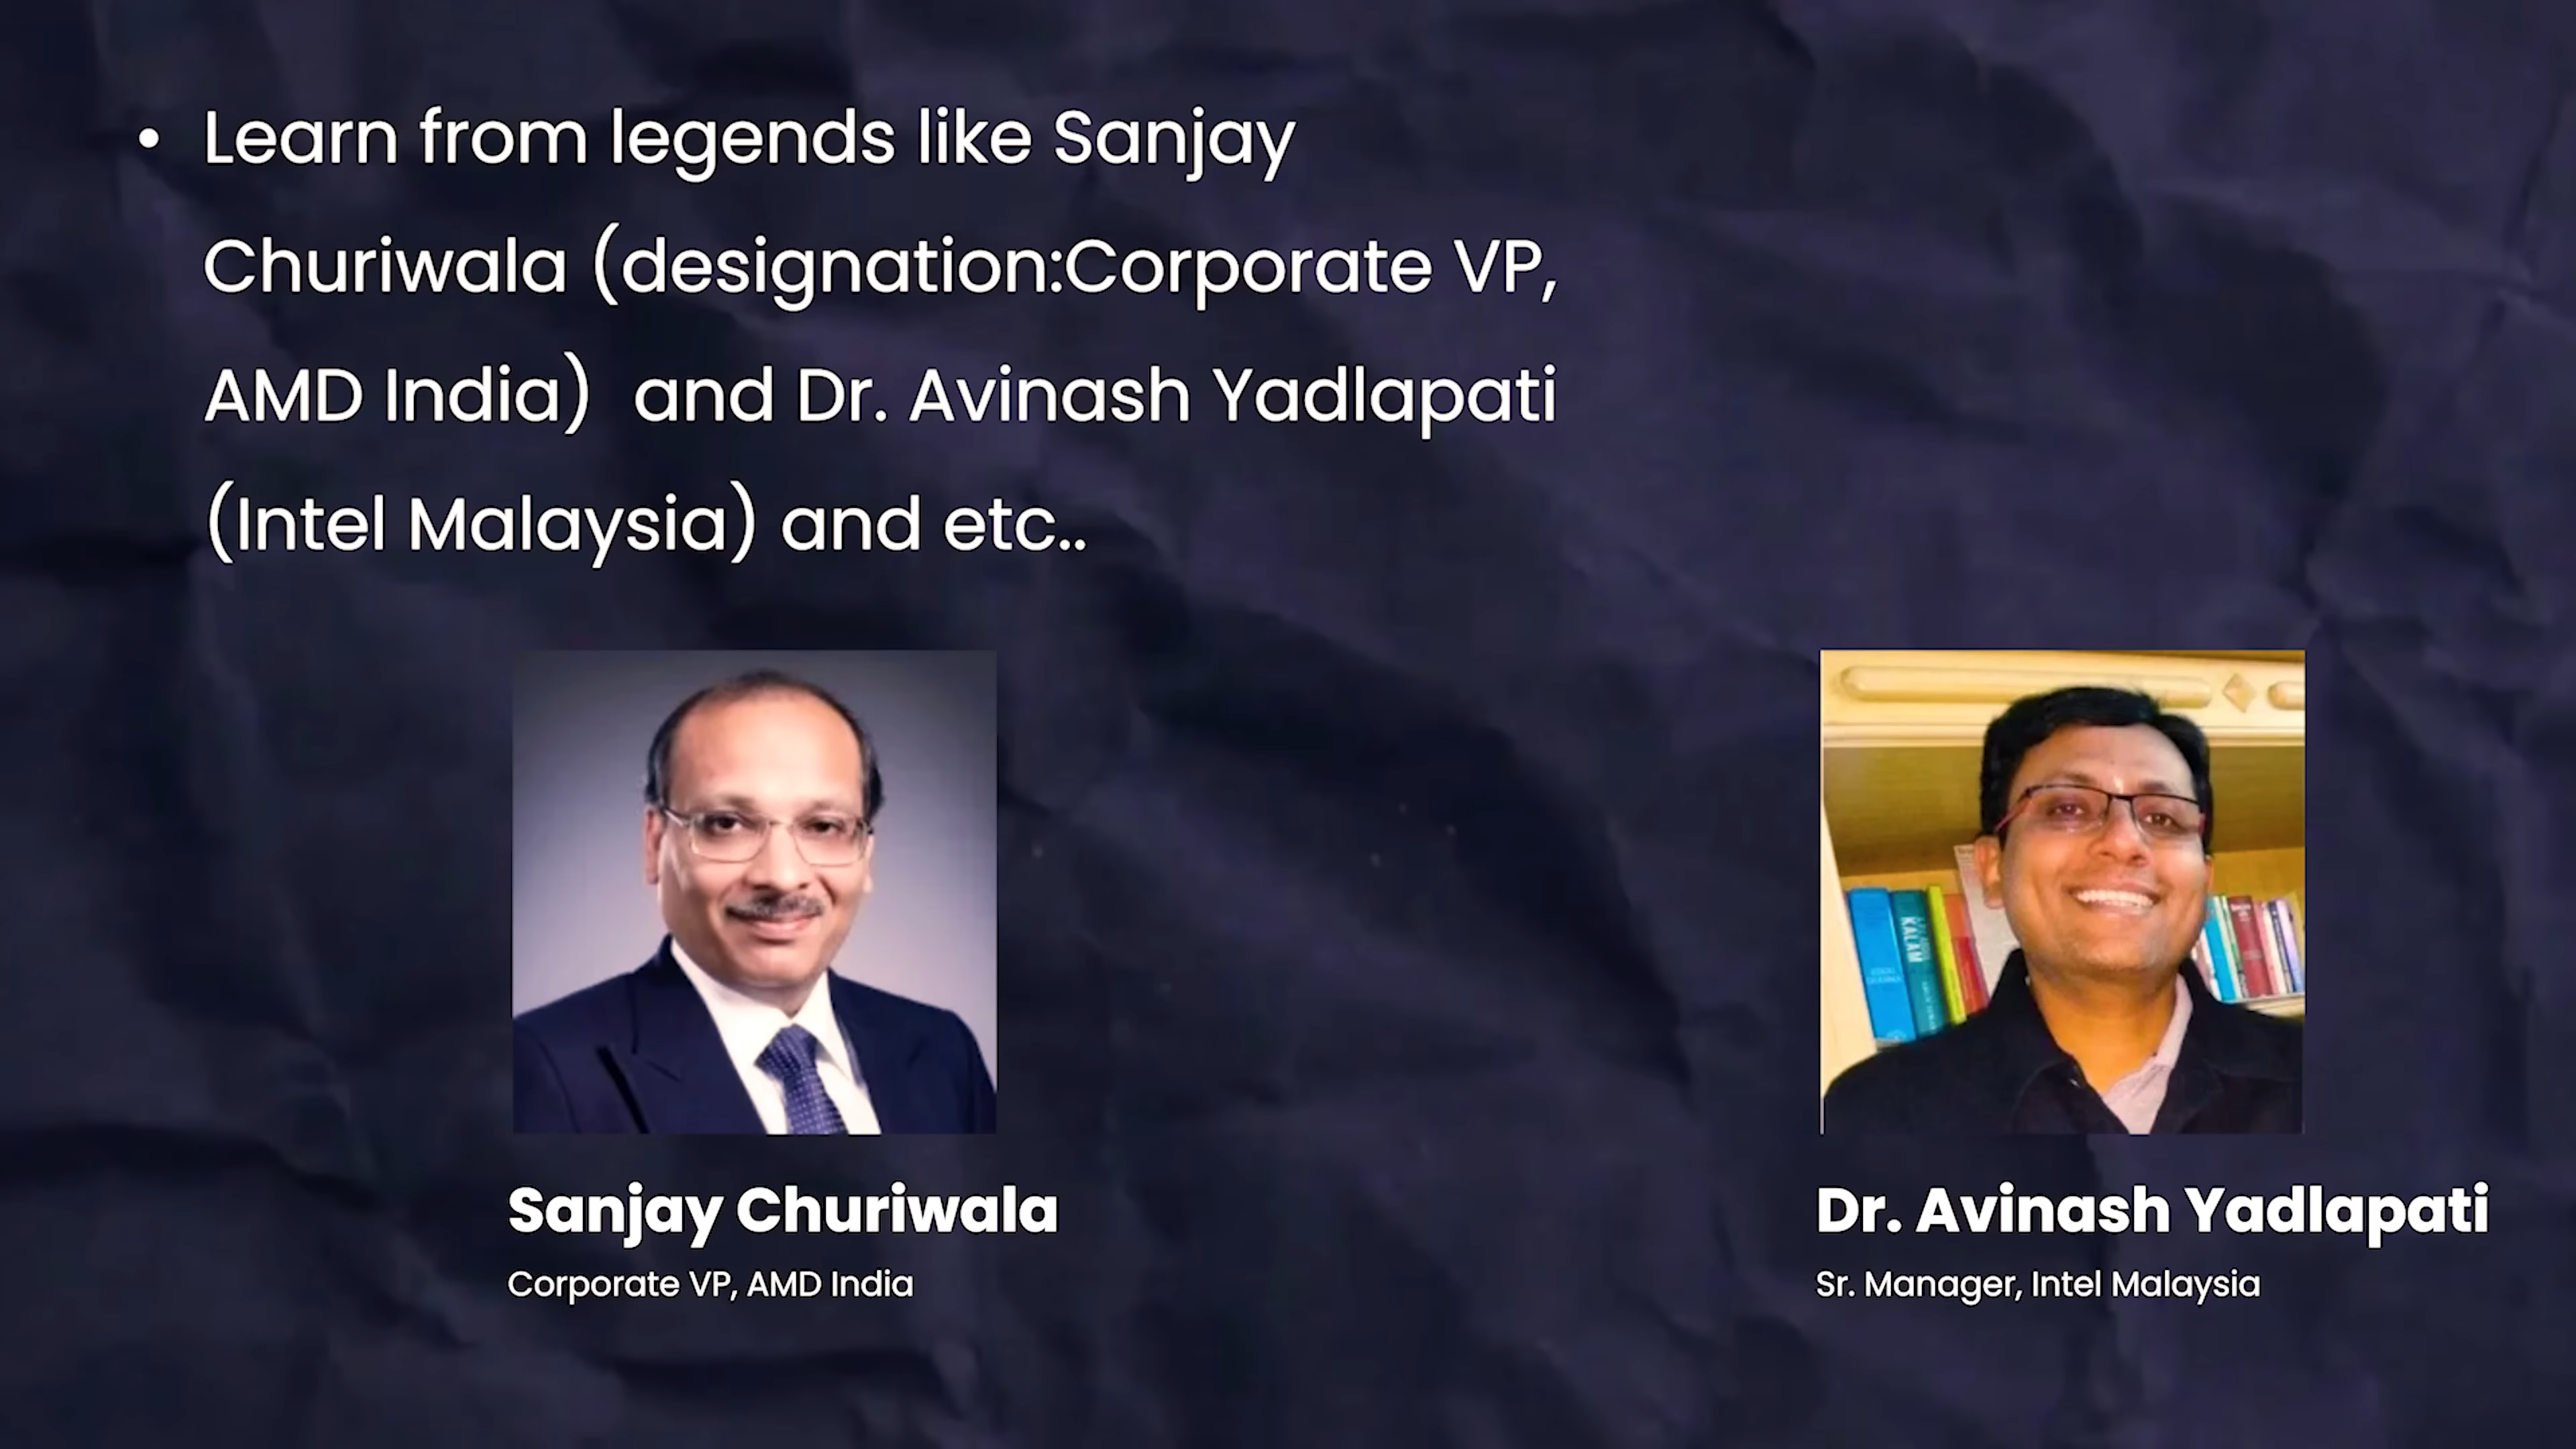 • Learn from legends like Sanjay
Churiwala (designation:Corporate VP,
AMD India)  and Dr. Avinash Yadlapati
(Intel Malaysia) and etc..
KALAM
Sanjay Churiwala
Corporate VP, AMD India
Dr. Avinash Yadlapati
Sr. Manager, Intel Malaysia